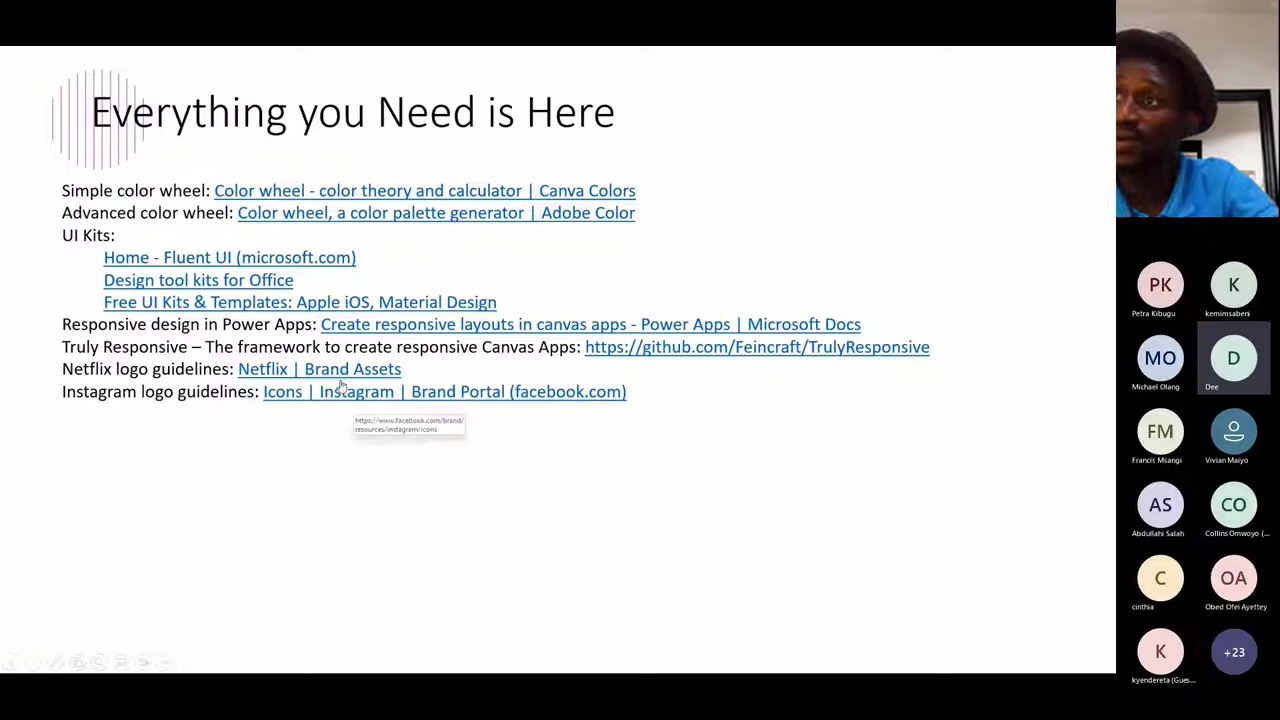 Everything you Need is Here
Simple color wheel: Color wheel - color theory and calculator | Canva Colors
Advanced color wheel: Color wheel, a color palette generator | Adobe Color
UI Kits:
Home - Fluent UI (microsoft.com)
Design tool kits for Office
Free UI Kits & Templates: Apple iOS, Material Design
Responsive design in Power Apps: Create responsive layouts in canvas apps - Power Apps | Microsoft Docs
Truly Responsive – The framework to create responsive Canvas Apps: https://github.com/Feincraft/TrulyResponsive
Netflix logo guidelines: Netflix | Brand Assets
Instagram logo guidelines: Icons | Instagram | Brand Portal (facebook.com)
https://www.facebook.com/brand/
resources/instagram/icons
PK
K
Petra Kibugu
kemimsabeni
MO
D
Michael Olang
Dee
FM
Francis Msangi
Vivian Maiyo
AS
CO
Abdullahi Salah
Collins Omwoyo (...
C
OA
cinthia
Obed Ofei Ayettey
K
+23
kyendereta (Gues...